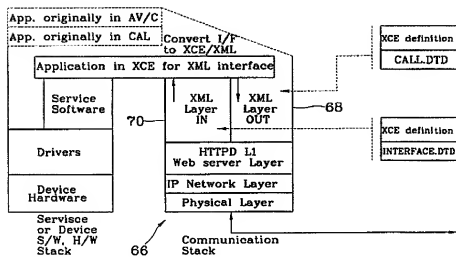 App. originally in AV/C
App. originally in CAL
Convert I/F
to XCE/XML
Application in XCE for XML interface
XCE definition
CALL.DTD
Service
Software
70
XML
Layer
IN
XML
Layer
OUT
68
XCE definition
INTERFACE.DTD
Drivers
HTTPD L1
Web server Layer
Device
Hardware
IP Network Layer
Physical Layer
Servisce
or Device
S/W, H/W
Stack
66
Communication
Stack